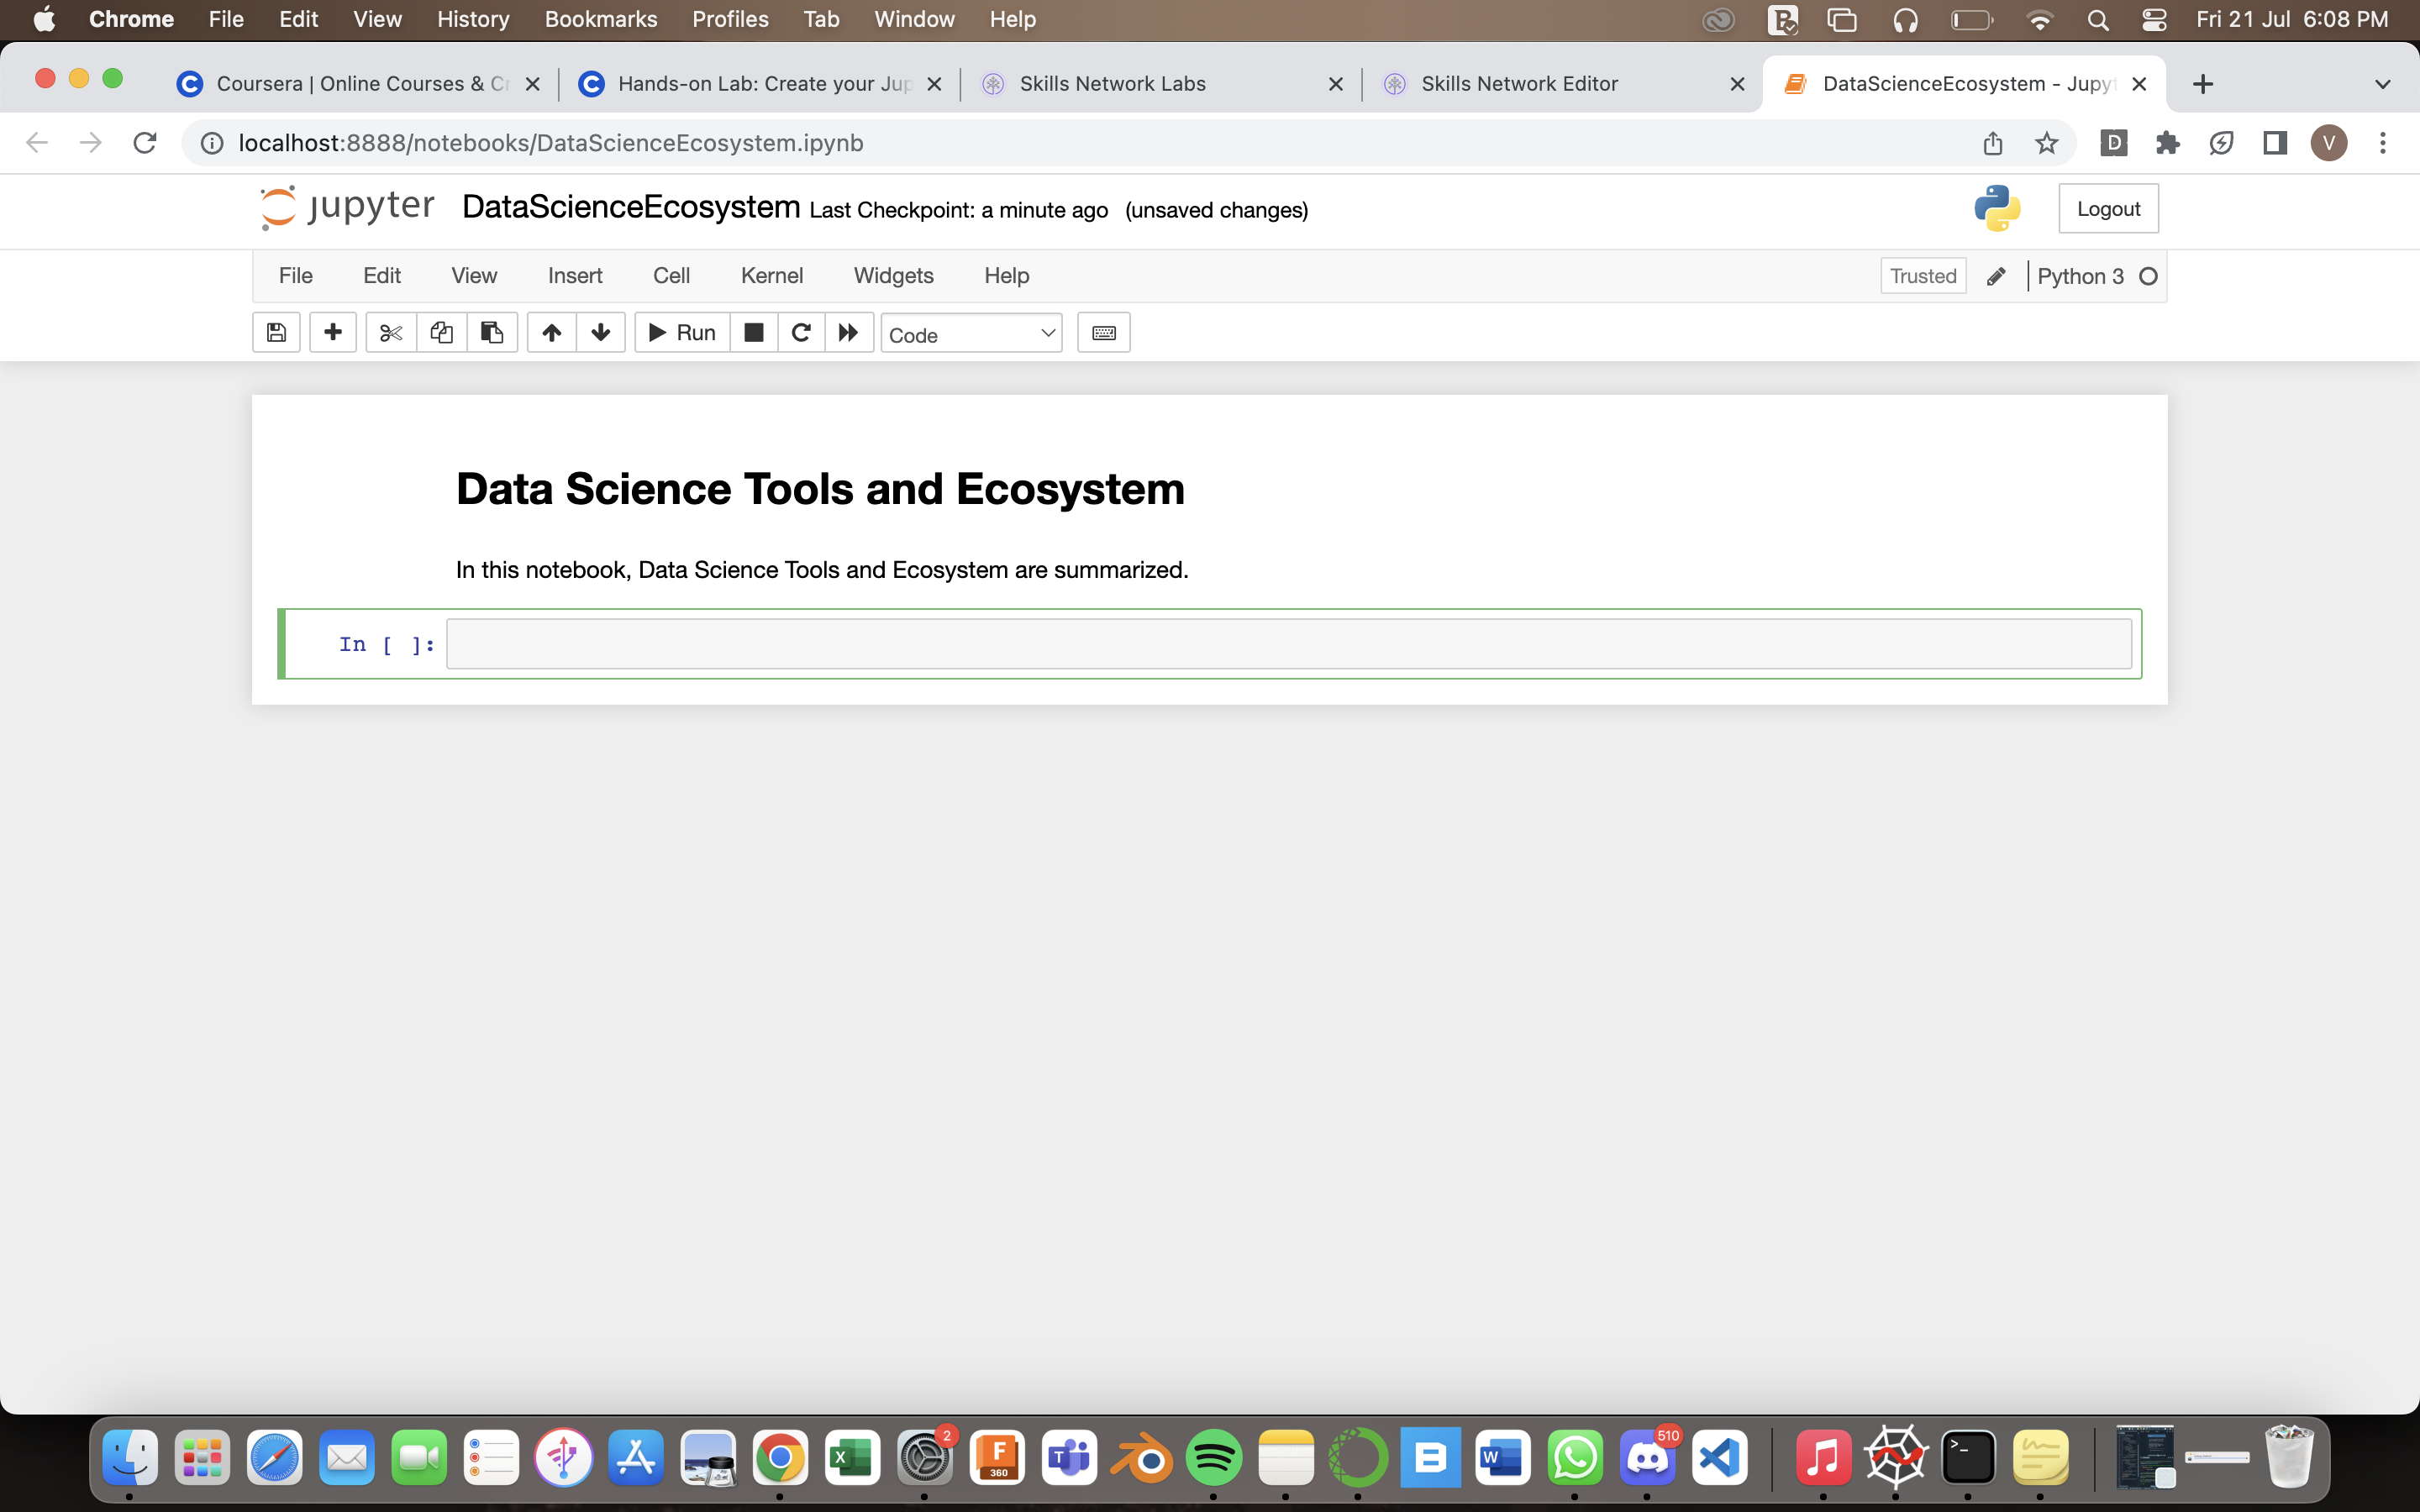 Chrome File Edit View History Bookmarks Profiles Tab Window Help Fri 21 Jul 6:08 PM
Coursera | Online Courses & Cr Hands-on Lab: Create your Jup Skills Network Labs Skills Network Editor DataScienceEcosystem - Jupyt
localhost:8888/notebooks/DataScienceEcosystem.ipynb D V
jupyter DataScienceEcosystem Last Checkpoint: a minute ago (unsaved changes) Logout
File Edit View Insert Cell Kernel Widgets Help Trusted Python 3
Run Code
Data Science Tools and Ecosystem
In this notebook, Data Science Tools and Ecosystem are summarized.
In [ ]:
2 510
X F 360 T W >_